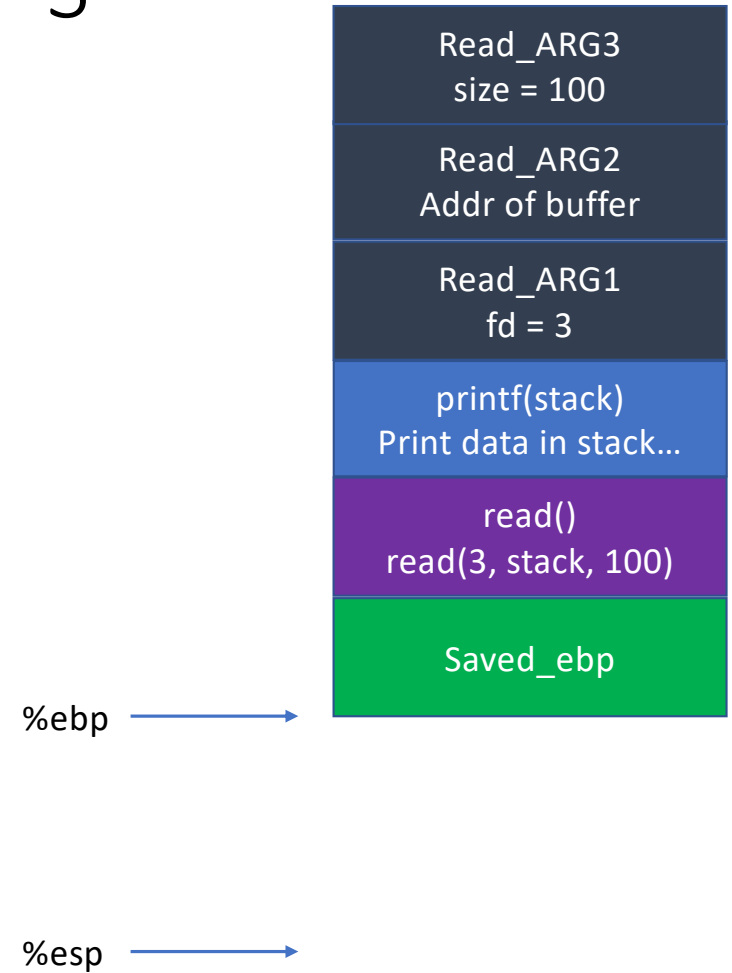 Read_ARG3
size = 100
Read_ARG2
Addr of buffer
Read_ARG1
fd = 3
printf(stack)
Print data in stack…
read()
read(3, stack, 100)
Saved_ebp
%ebp
%esp